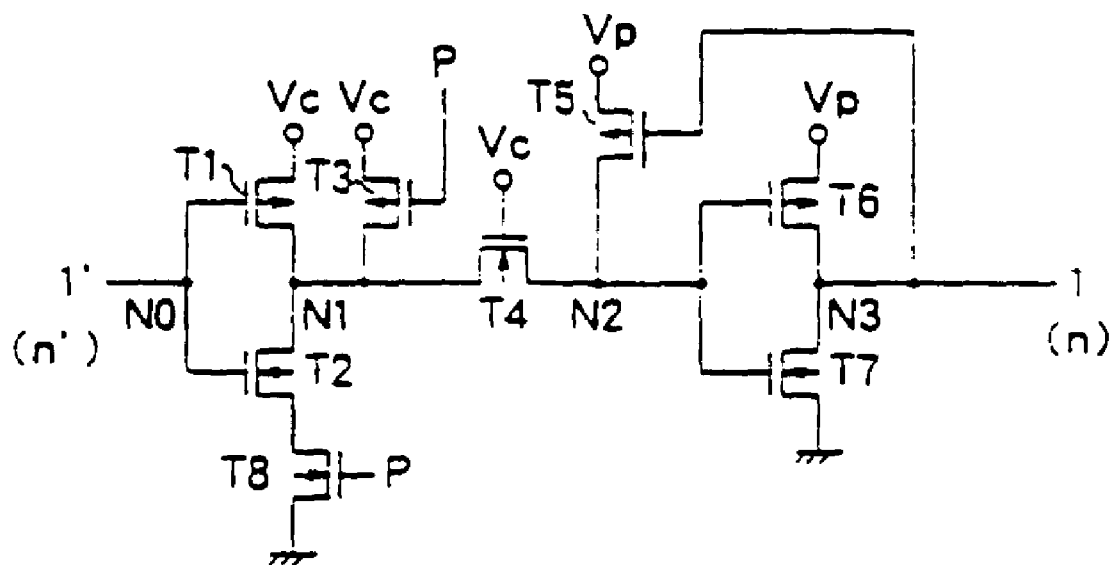 Vp
P
Vc
Vc
T5
Vp
T1
T3
Vc
T6
1'
N0
N1
T4
N2
N3
1
(n')
(n)
T2
T7
T8
P